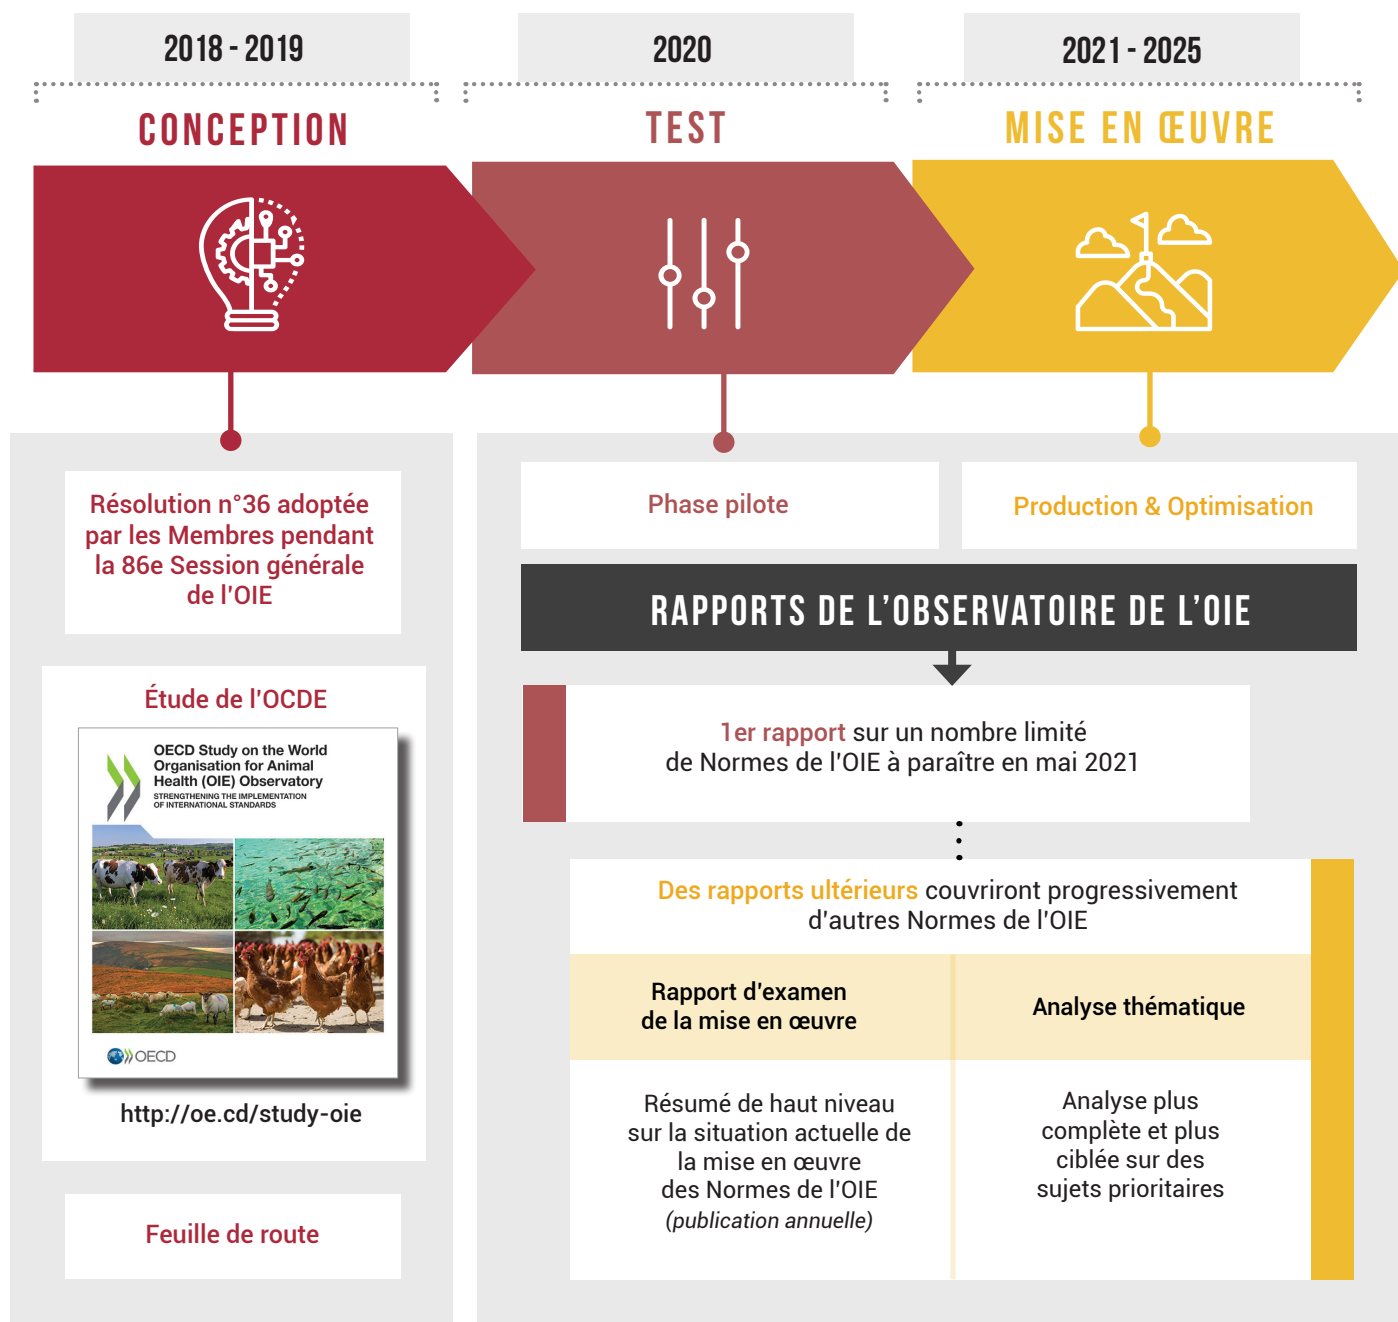 2018 - 2019
CONCEPTION
2020
TEST
2021 - 2025
MISE EN ŒUVRE
Résolution n°36 adoptée
par les Membres pendant
la 86e Session générale
de l'OIE
Étude de l'OCDE
OECD Study on the World
Organisation for Animal
Health (OIE) Observatory
STRENGTHENING THE IMPLEMENTATION
OF INTERNATIONAL STANDARDS
OECD
http://oe.cd/study-oie
Feuille de route
Phase pilote
Production & Optimisation
RAPPORTS DE L’OBSERVATOIRE DE L’OIE
1er rapport sur un nombre limité
de Normes de l'OIE à paraître en mai 2021
Des rapports ultérieurs couvriront progressivement
d'autres Normes de l'OIE
Rapport d'examen
de la mise en œuvre
Résumé de haut niveau
sur la situation actuelle de
la mise en œuvre
des Normes de l'OIE
(publication annuelle)
Analyse thématique
Analyse plus
complète et plus
ciblée sur des
sujets prioritaires